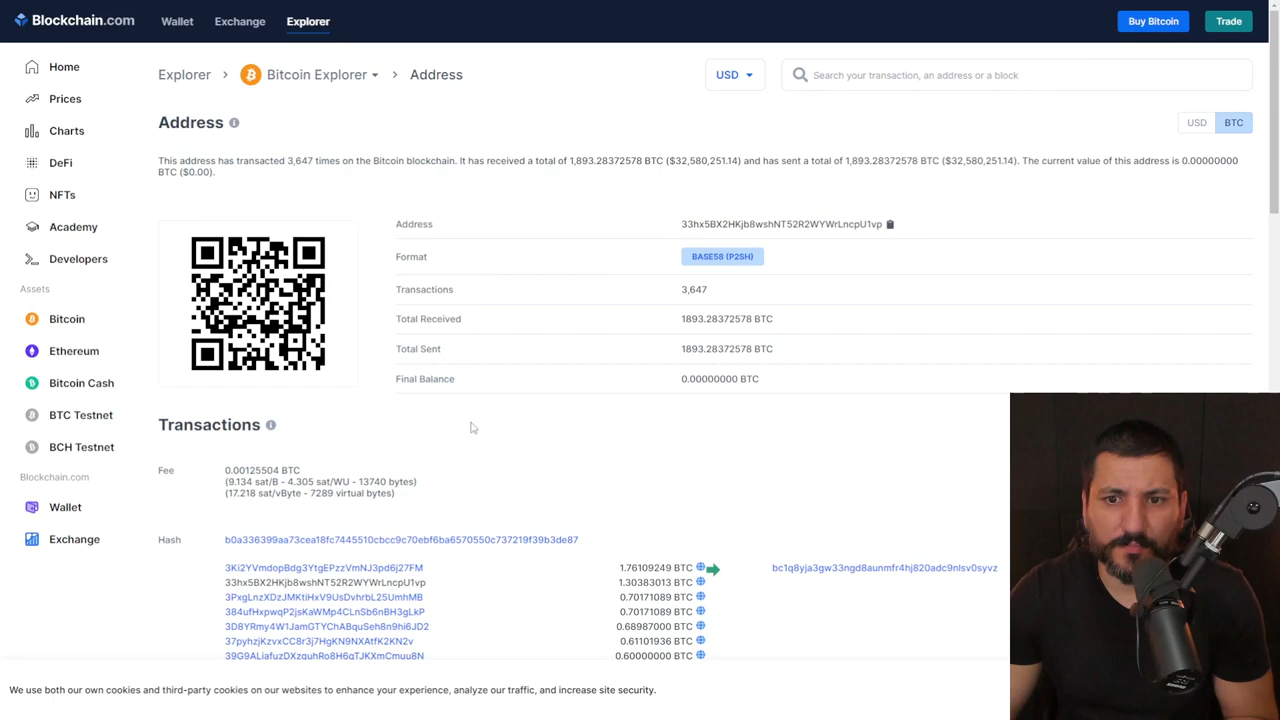 Blockchain.com Wallet Exchange Explorer Buy Bitcoin Trade
Home
Prices
Charts
DeFi
NFTs
Academy
Developers
Assets
Bitcoin
Ethereum
Bitcoin Cash
BTC Testnet
BCH Testnet
Blockchain.com
Wallet
Exchange
Explorer > Bitcoin Explorer > Address
USD
Search your transaction, an address or a block
Address
USD BTC
This address has transacted 3,647 times on the Bitcoin blockchain. It has received a total of 1,893.28372578 BTC ($32,580,251.14) and has sent a total of 1,893.28372578 BTC ($32,580,251.14). The current value of this address is 0.00000000
BTC ($0.00).
Address 33hx5BX2HKjb8wshNT52R2WYWrLncpU1vp
Format BASE58 (P2SH)
Transactions 3,647
Total Received 1893.28372578 BTC
Total Sent 1893.28372578 BTC
Final Balance 0.00000000 BTC
Transactions
Fee 0.00125504 BTC
(9.134 sat/B - 4.305 sat/WU - 13740 bytes)
(17.218 sat/vByte - 7289 virtual bytes)
Hash b0a336399aa73cea18fc7445510cbcc9c70ebf6ba6570550c737219f39b3de87
3Ki2YVmdopBdg3YtgEPzzVmNJ3pd6j27FM 1.76109249 BTC bc1q8yja3gw33ngd8aunmfr4hj820adc9nlsv0syvz
33hx5BX2HKjb8wshNT52R2WYWrLncpU1vp 1.30383013 BTC
3PxgLnzXDzJMKtiHxV9UsDvhrbL25UmhMB 0.70171089 BTC
384ufHxpwqP2jsKaWMp4CLnSb6nBH3gLkP 0.70171089 BTC
3D8YRmy4W1JamGTYChABquSeh8n9hi6JD2 0.68987000 BTC
37pyhzjKzvxCC8r3j7HgKN9NXAtfK2KN2v 0.61101936 BTC
39G9ALiafuzDXzguhRo8H6gTJKXmCmuu8N 0.60000000 BTC
We use both our own cookies and third-party cookies on our websites to enhance your experience, analyze our traffic, and increase site security.